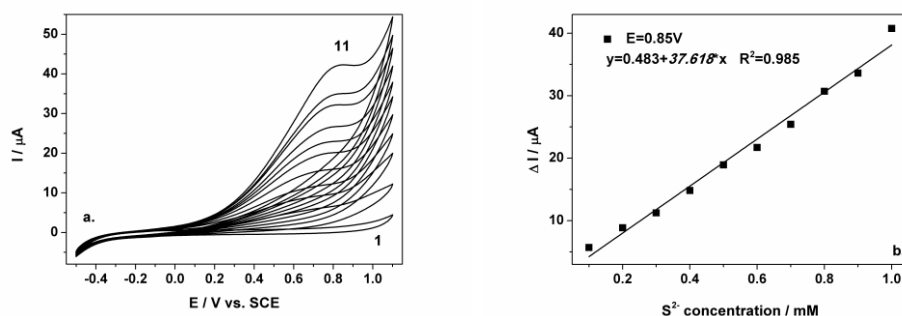 50
40
30
20
10
0
I / μA
11
a.
1
-0.4 -0.2 0.0 0.2 0.4 0.6 0.8 1.0
E / V vs. SCE
40
30
20
10
Δ I / μA
E=0.85V
y=0.483+37.618*x R²=0.985
b
0.2 0.4 0.6 0.8 1.0
S²⁻ concentration / mM